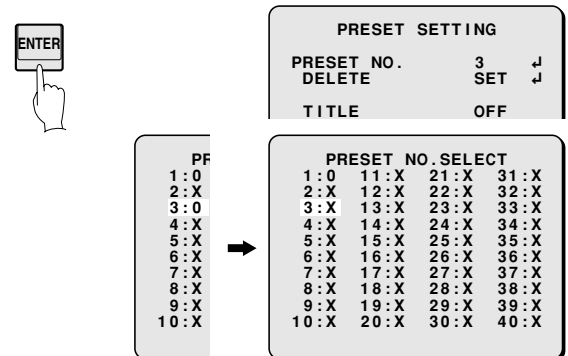 ENTER
PRESET SETTING
PRESET NO. 3 ↵
DELETE SET ↵
TITLE OFF
PR
1:0
2:X
3:0
4:X
5:X
6:X
7:X
8:X
9:X
10:X
PRESET NO.SELECT
1:0 11:X 21:X 31:X
2:X 12:X 22:X 32:X
3:X 13:X 23:X 33:X
4:X 14:X 24:X 34:X
5:X 15:X 25:X 35:X
6:X 16:X 26:X 36:X
7:X 17:X 27:X 37:X
8:X 18:X 28:X 38:X
9:X 19:X 29:X 39:X
10:X 20:X 30:X 40:X